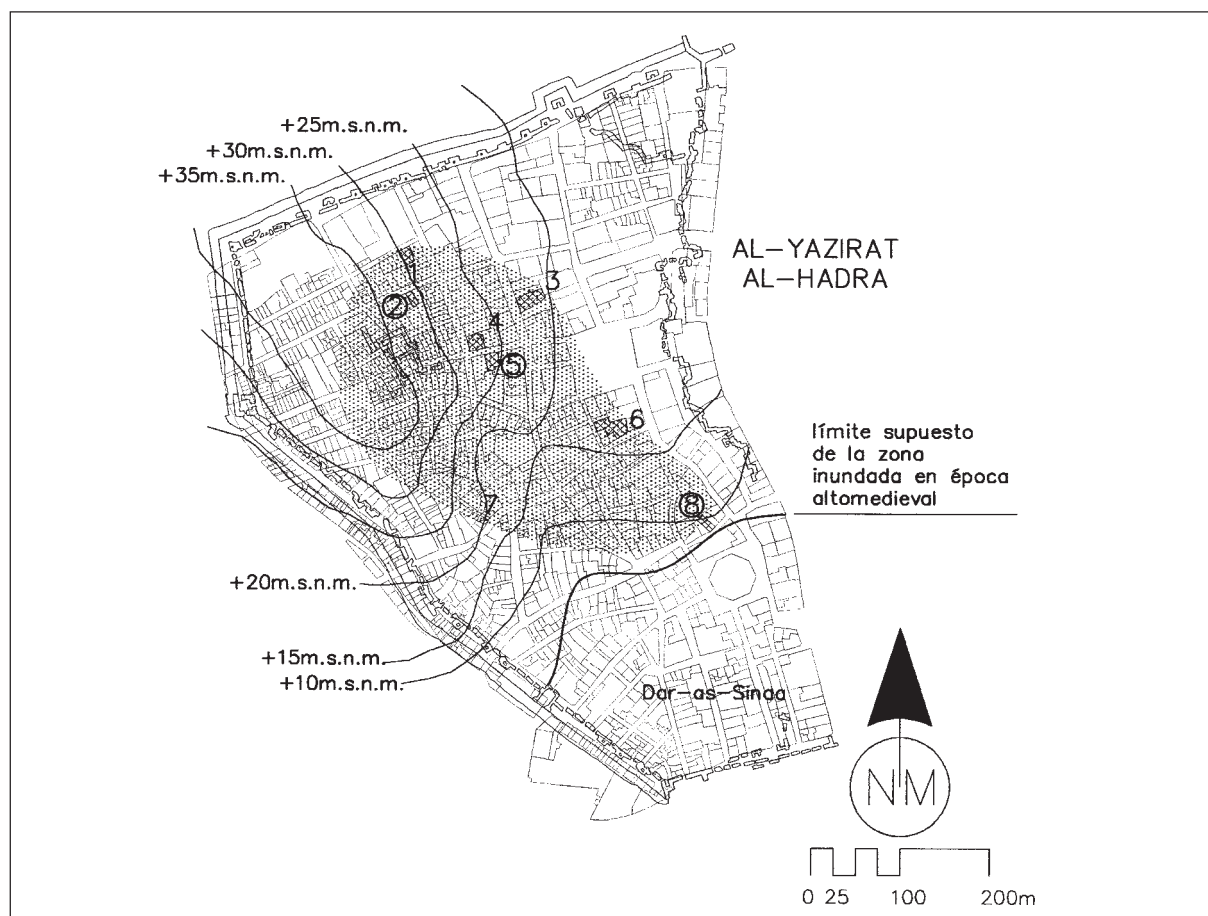 +25m.s.n.m.
+30m.s.n.m.
+35m.s.n.m.
AL-YAZIRAT
AL-HADRA
1
2
3
4
5
6
7
8
límite supuesto
de la zona
inundada en época
altomedieval
+20m.s.n.m.
+15m.s.n.m.
+10m.s.n.m.
Dar-as-Sinaa
NM
0 25 100 200m